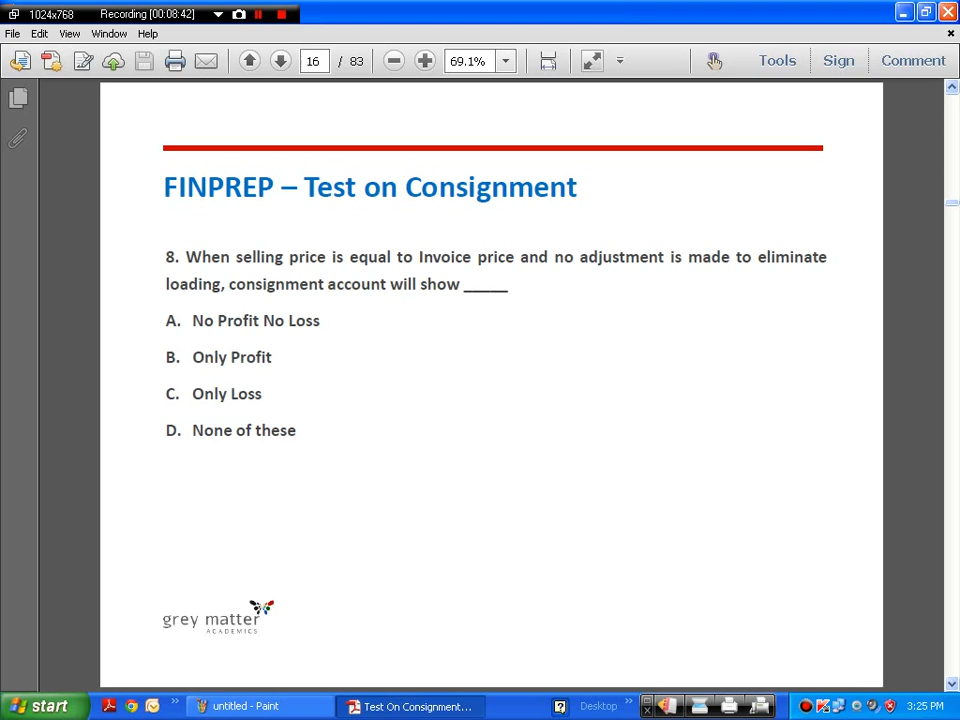 1024x768 Recording [00:08:42]
File Edit View Window Help
16 / 83 69.1% Tools Sign Comment
FINPREP – Test on Consignment
8. When selling price is equal to Invoice price and no adjustment is made to eliminate
loading, consignment account will show _____
A. No Profit No Loss
B. Only Profit
C. Only Loss
D. None of these
grey matter
ACADEMICS
start untitled - Paint Test On Consignment... Desktop 3:25 PM